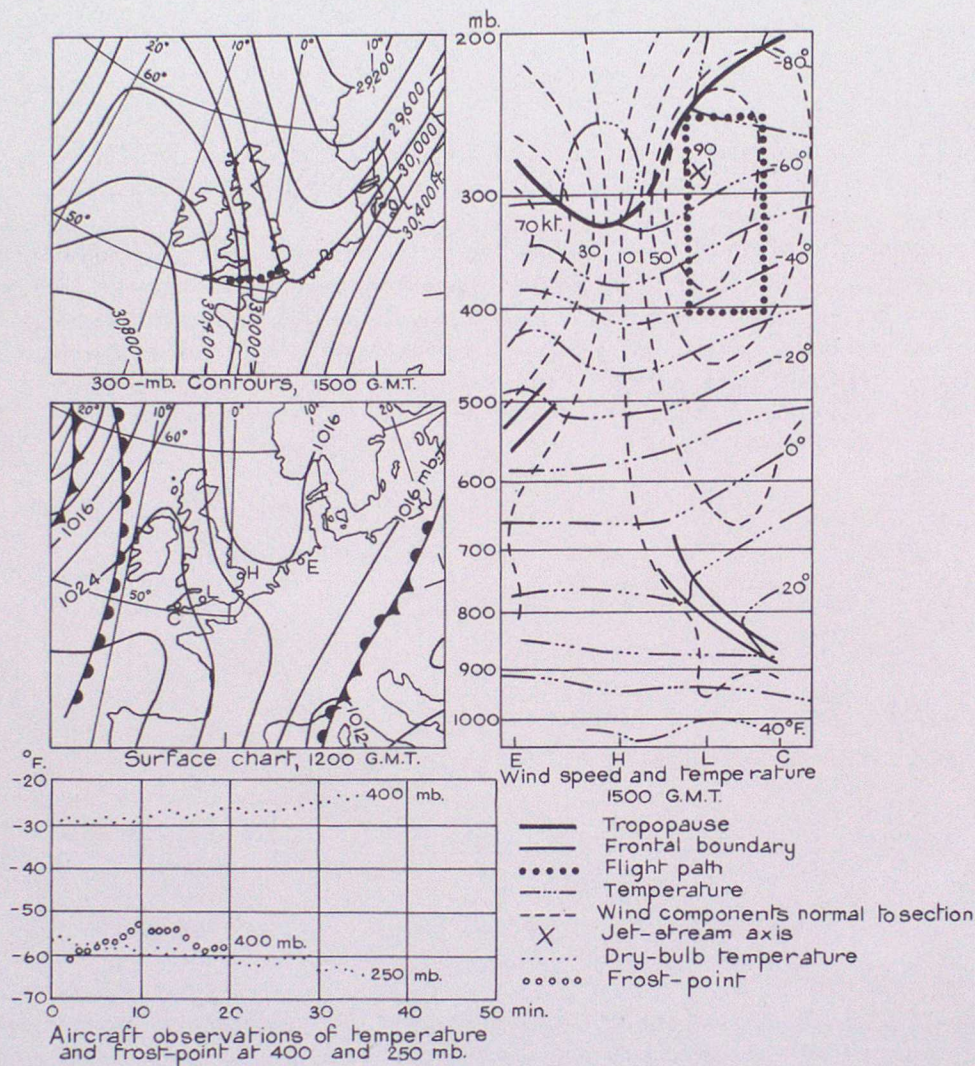 20° 10° 0° 10°
60°
29,200
29,600
30,000
30,400 ft.
50°
30,800
30,400
30,000
300-mb. Contours, 1500 G.M.T.
20° 10° 0° 10° 20°
60°
1016
1016 mb.
1016
1024
50°
H
E
L
C
1012
Surface chart, 1200 G.M.T.
mb.
200
300
400
500
600
700
800
900
1000
-80°
90
X
-60°
70 kt.
30 10 50
-40
-20°
0°
20°
40°F.
E H L C
Wind speed and temperature
1500 G.M.T.
Tropopause
Frontal boundary
Flight path
Temperature
Wind components normal to section
X Jet-stream axis
Dry-bulb temperature
Frost-point
°F.
-20
400 mb.
-30
-40
-50
400 mb.
-60
250 mb.
-70
0 10 20 30 40 50 min.
Aircraft observations of temperature
and frost-point at 400 and 250 mb.